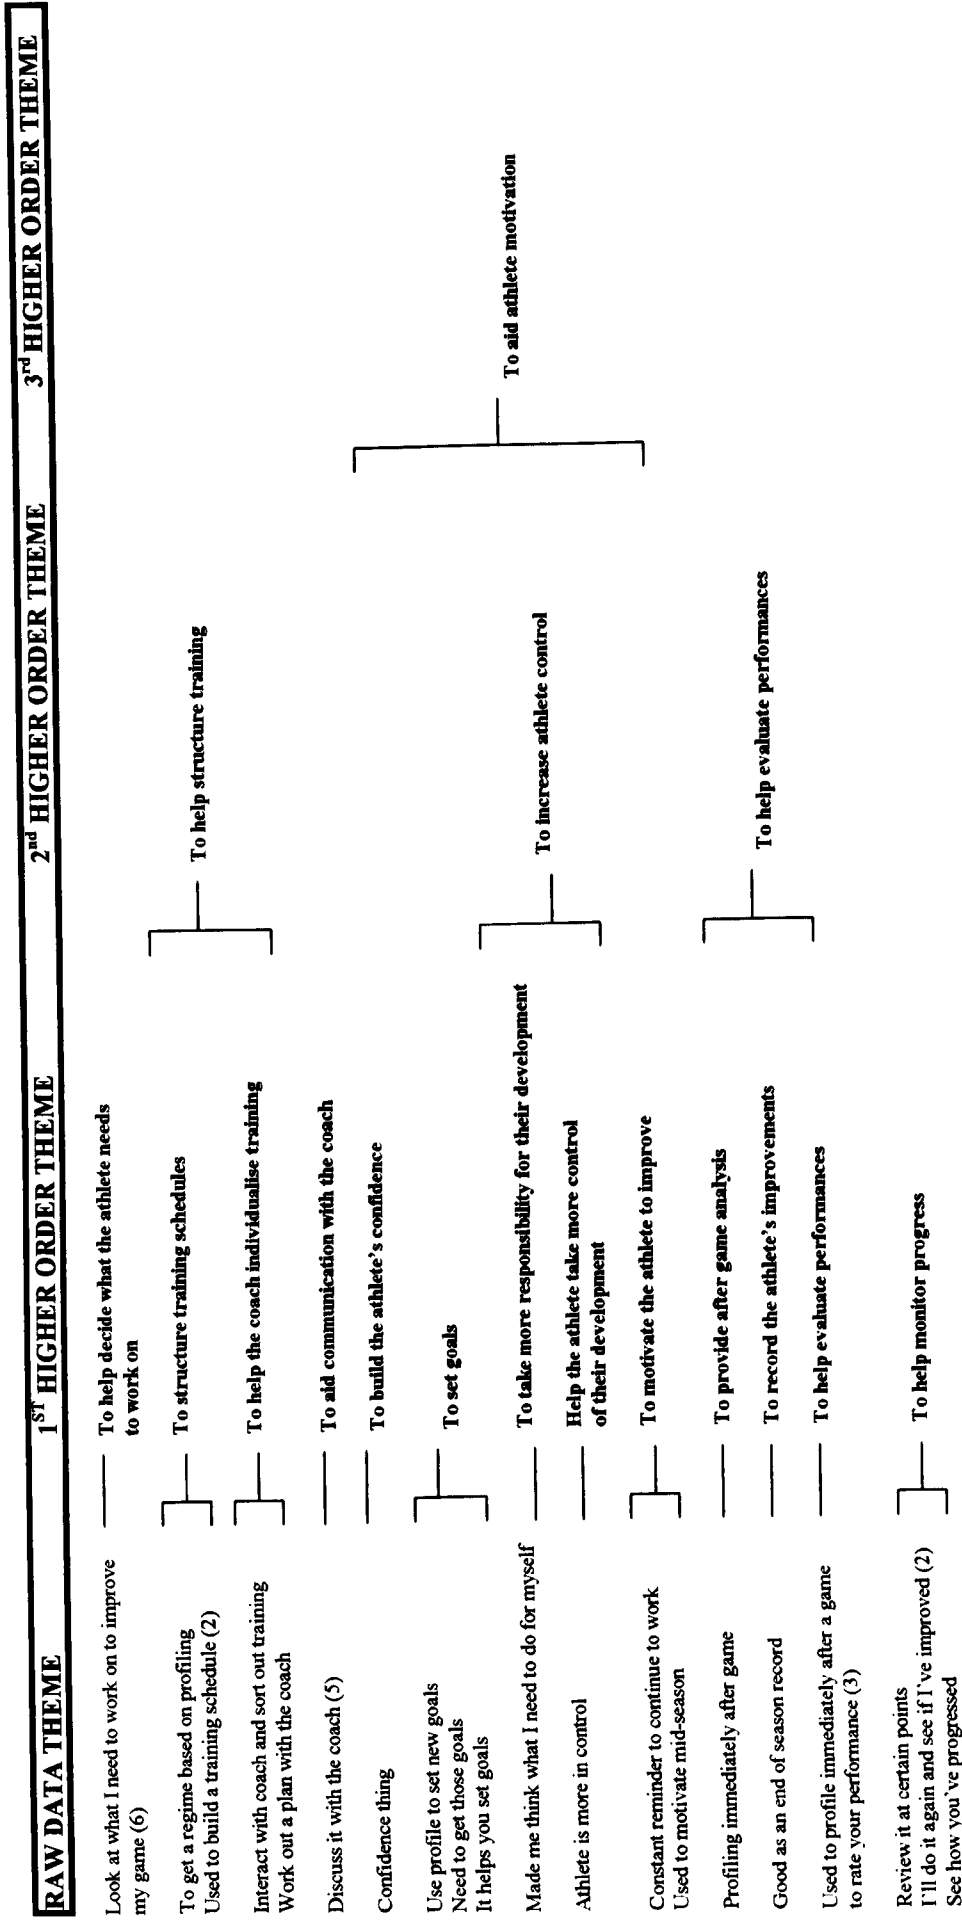 RAW DATA THEME 1ST HIGHER ORDER THEME 2nd HIGHER ORDER THEME 3rd HIGHER ORDER THEME
Look at what I need to work on to improve
my game (6)
To help decide what the athlete needs
to work on
To get a regime based on profiling
Used to build a training schedule (2)
To structure training schedules
Interact with coach and sort out training
Work out a plan with the coach
To help the coach individualise training
To help structure training
Discuss it with the coach (5)
To aid communication with the coach
Confidence thing
To build the athlete's confidence
Use profile to set new goals
Need to get those goals
It helps you set goals
To set goals
Made me think what I need to do for myself
To take more responsibility for their development
Athlete is more in control
Help the athlete take more control
of their development
To increase athlete control
Constant reminder to continue to work
Used to motivate mid-season
To motivate the athlete to improve
To aid athlete motivation
Profiling immediately after game
To provide after game analysis
Good as an end of season record
To record the athlete's improvements
Used to profile immediately after a game
to rate your performance (3)
To help evaluate performances
To help evaluate performances
Review it at certain points
I'll do it again and see if I've improved (2)
See how you've progressed
To help monitor progress